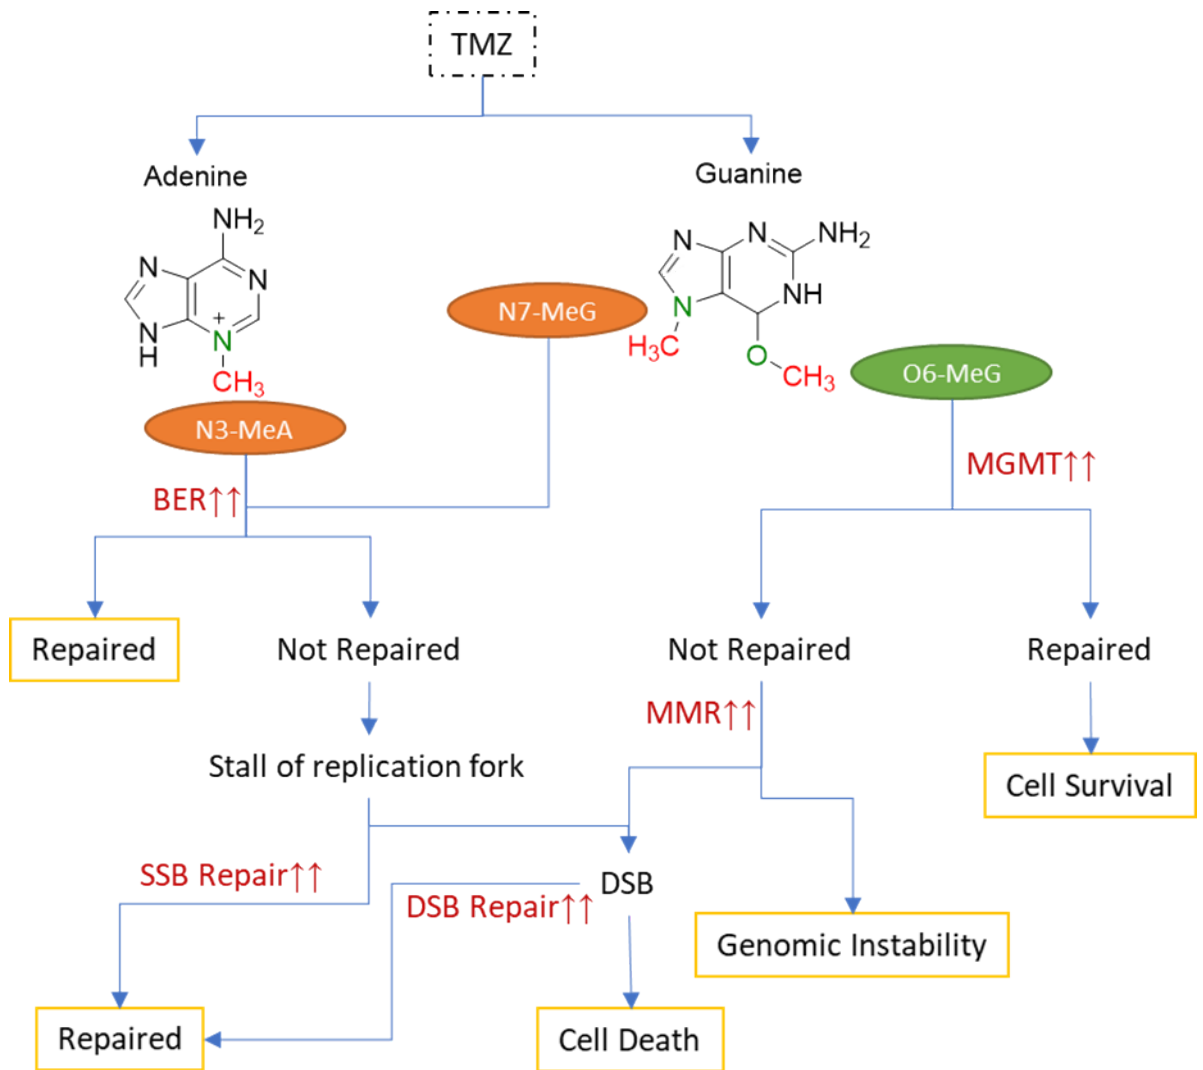 TMZ
Adenine
Guanine
NH2
N
N
N
H
+
N
CH3
N3-MeA
N7-MeG
N
N
NH2
NH
N
H3C
O
CH3
O6-MeG
BER↑↑
MGMT↑↑
Repaired
Not Repaired
Not Repaired
Repaired
MMR↑↑
Stall of replication fork
Cell Survival
SSB Repair↑↑
DSB
DSB Repair↑↑
Genomic Instability
Repaired
Cell Death